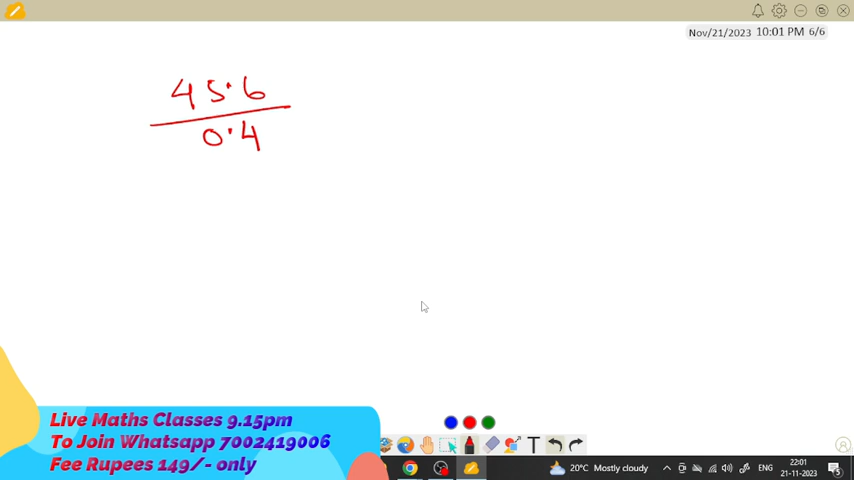 Nov/21/2023 10:01 PM 6/6
45.6
0.4
Live Maths Classes 9.15pm
To Join Whatsapp 7002419006
Fee Rupees 149/- only
T
20°C Mostly cloudy
ENG
22:01
21-11-2023
5